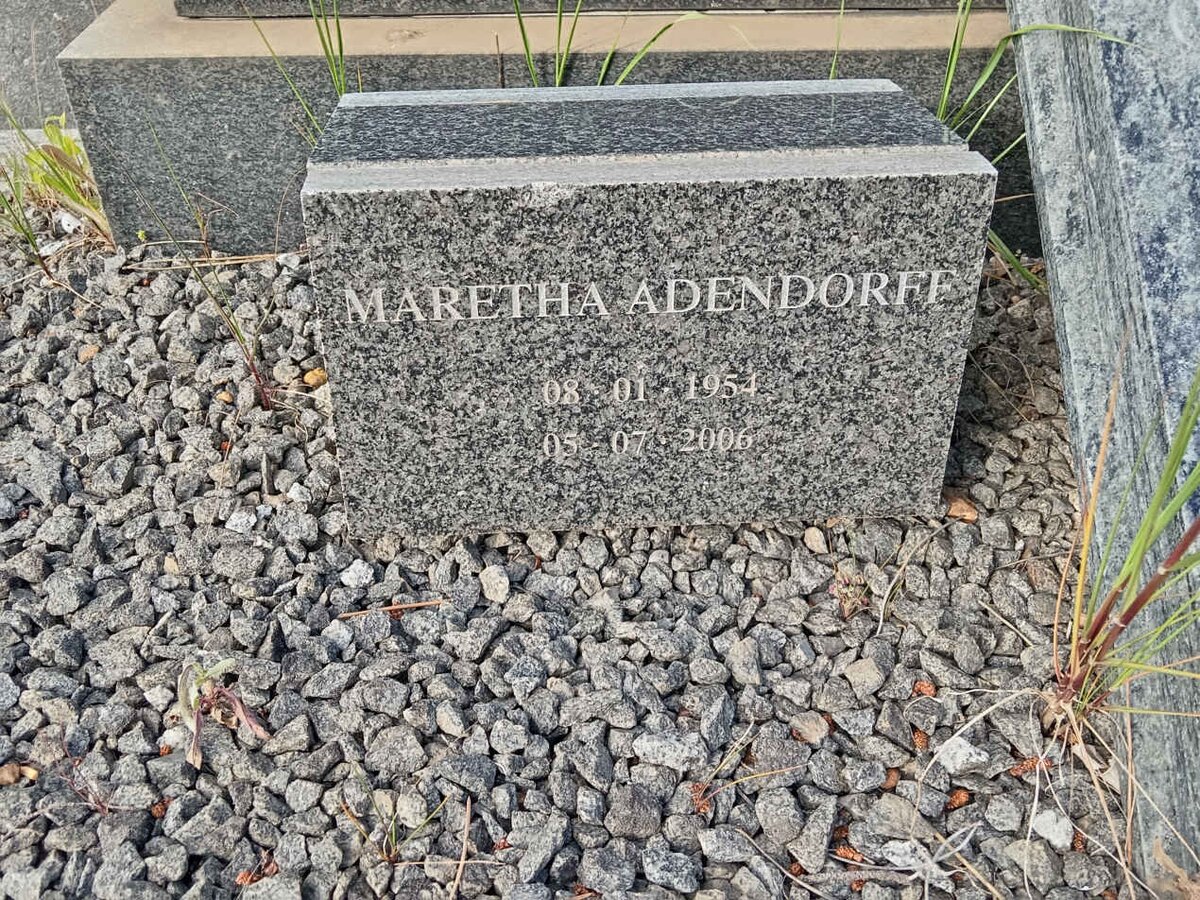 MARETHA ADENDORFF
08 - 01 - 1954
05 - 07 - 2006